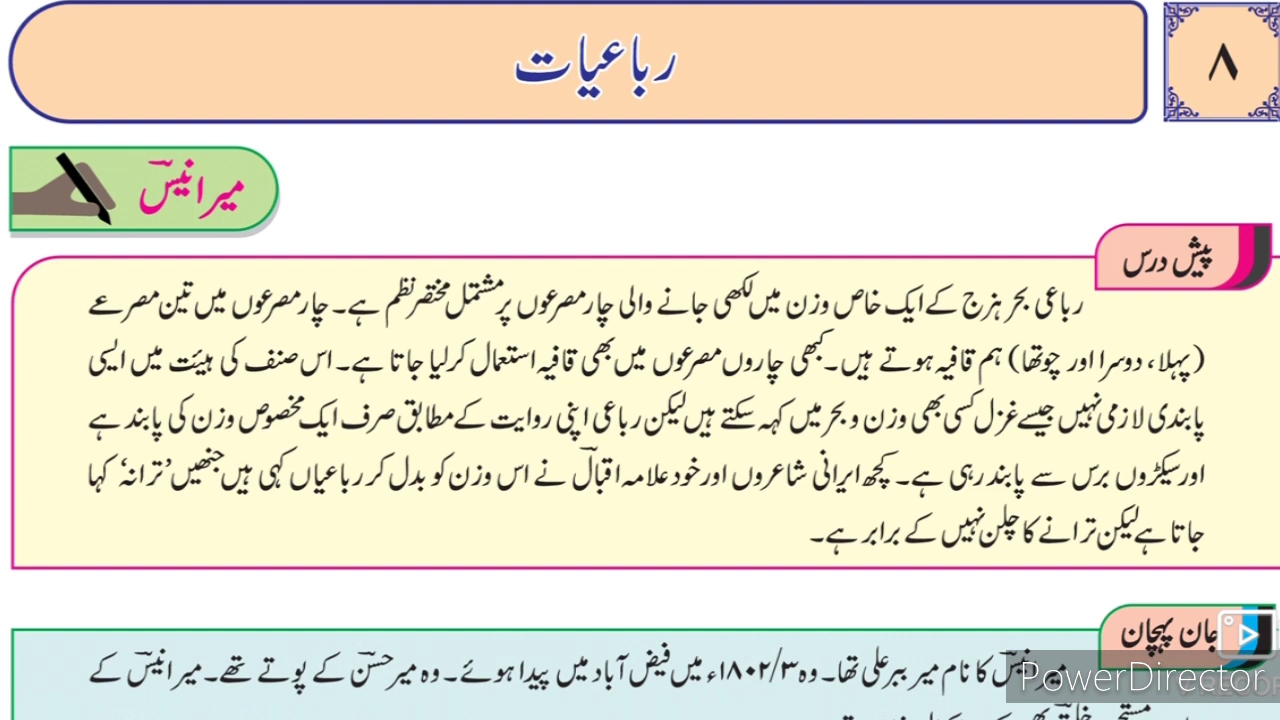 ۸
رباعیات
میر انیسؔ
پیش درس
رباعی بحر ہزج کے ایک خاص وزن میں لکھی جانے والی چار مصرعوں پر مشتمل مختصر نظم ہے۔ چار مصرعوں میں تین مصرعے
(پہلا، دوسرا اور چوتھا) ہم قافیہ ہوتے ہیں۔ کبھی چاروں مصرعوں میں بھی قافیہ استعمال کرلیا جاتا ہے۔ اس صنف کی ہیئت میں ایسی
پابندی لازمی نہیں جیسے غزل کسی بھی وزن و بحر میں کہہ سکتے ہیں لیکن رباعی اپنی روایت کے مطابق صرف ایک مخصوص وزن کی پابند ہے
اور سیکڑوں برس سے پابند رہی ہے۔ کچھ ایرانی شاعروں اور خود علامہ اقبالؔ نے اس وزن کو بدل کر رباعیاں کہی ہیں جنھیں ’ترانہ‘ کہا
جاتا ہے لیکن ترانے کا چلن نہیں کے برابر ہے۔
جان پہچان
میر انیسؔ کا نام میر ببر علی تھا۔ وہ ۱۸۰۲/۳ء میں فیض آباد میں پیدا ہوئے۔ وہ میر حسنؔ کے پوتے تھے۔ میر انیسؔ کے
PowerDirector